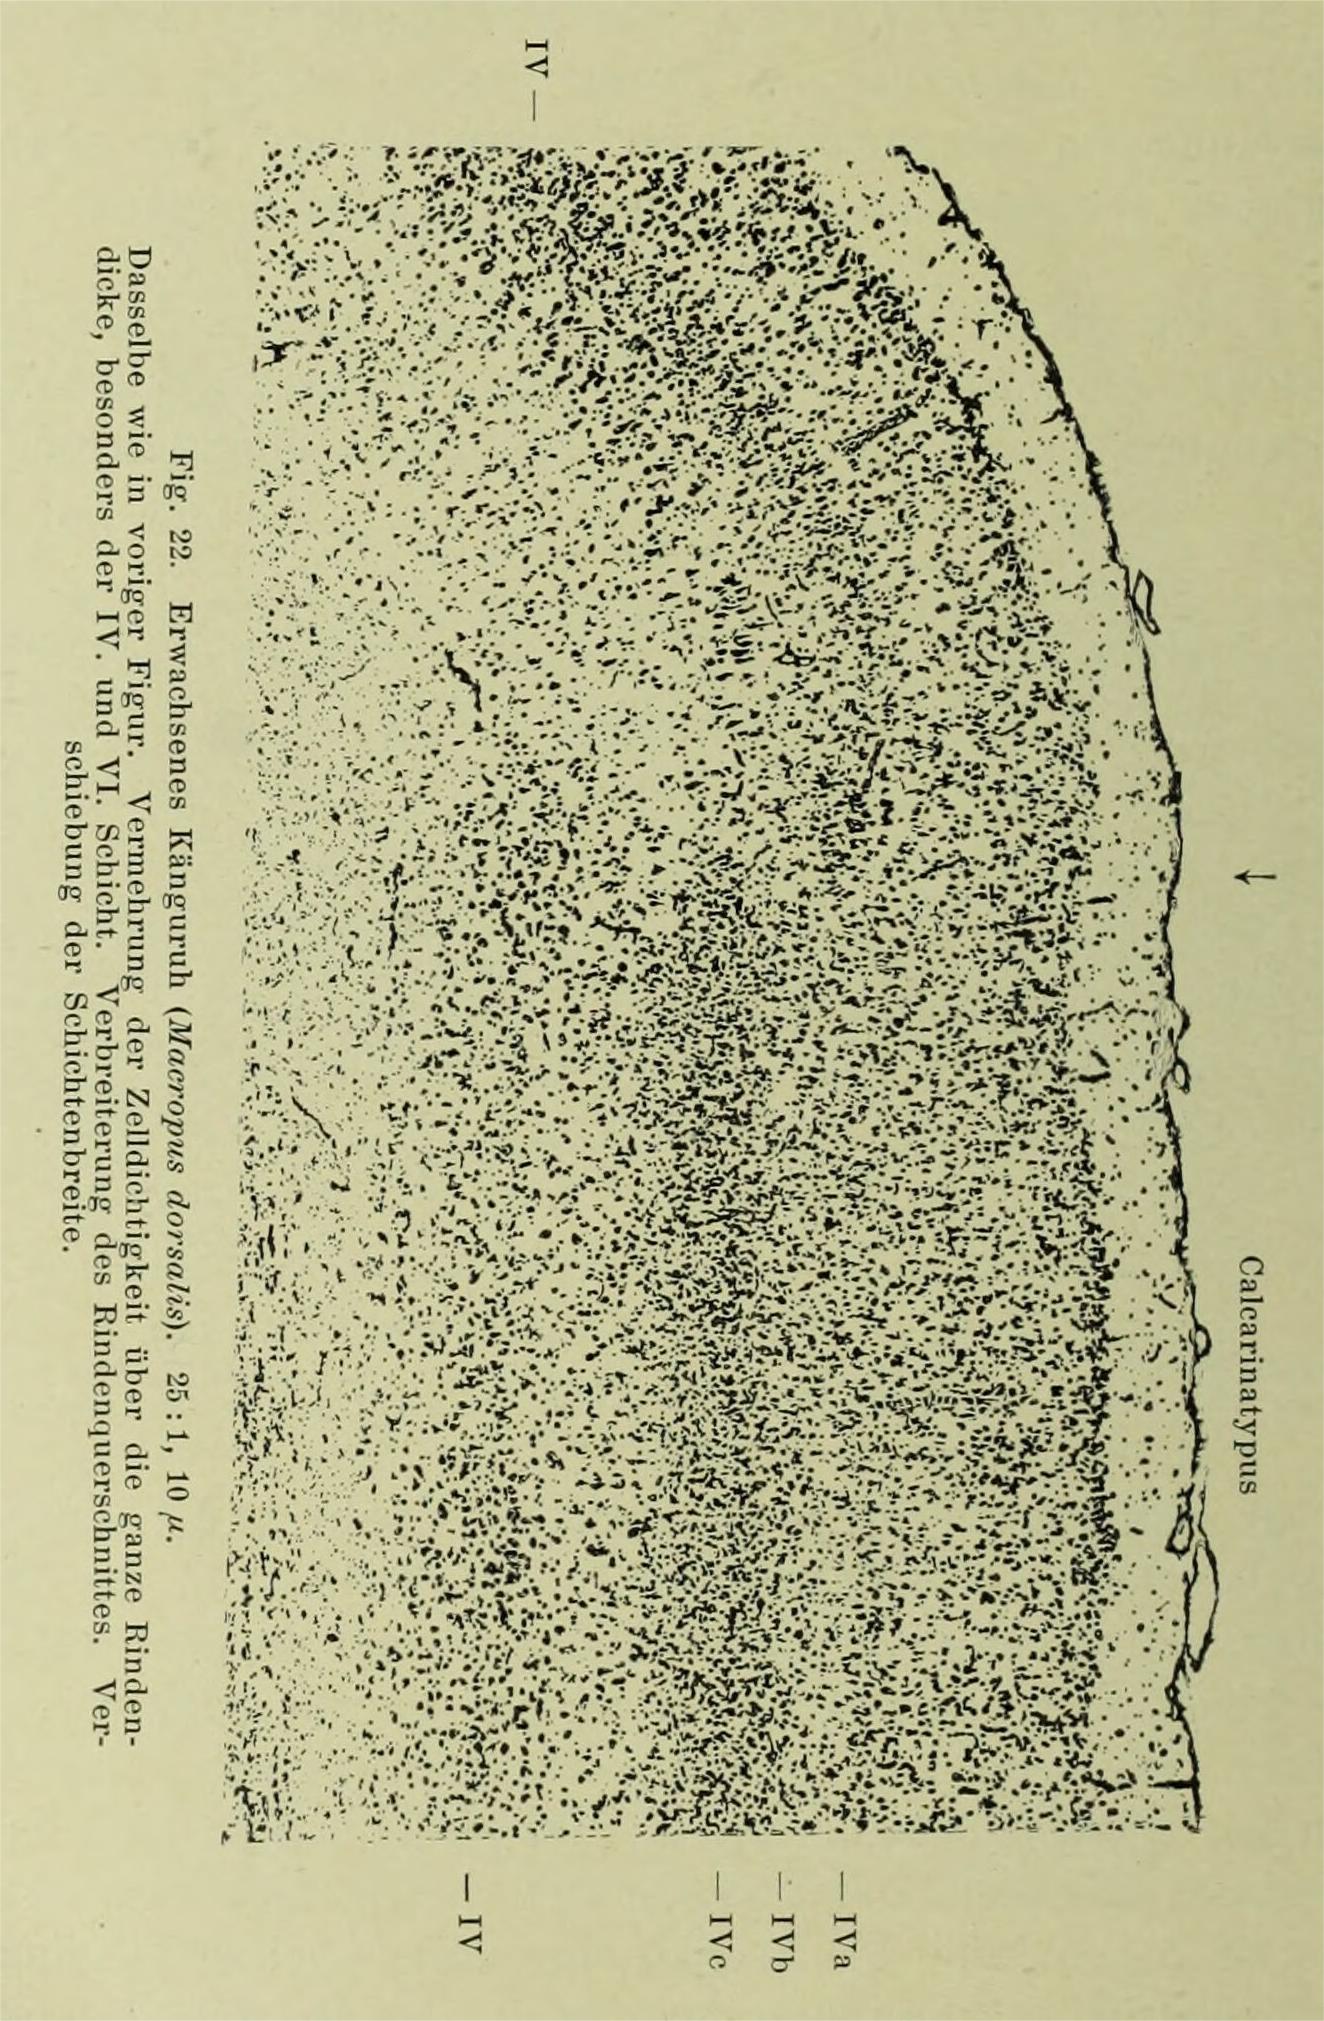 ↓ Calcarinatypus
— IVa
— IVb
— IVc
IV —
— IV
Fig. 22. Erwachsenes Känguruh (Macropus dorsalis). 25 : 1, 10 μ.
Dasselbe wie in voriger Figur. Vermehrung der Zelldichtigkeit über die ganze Rinden-
dicke, besonders der IV. und VI. Schicht. Verbreiterung des Rindenquerschnittes. Ver-
schiebung der Schichtenbreite.